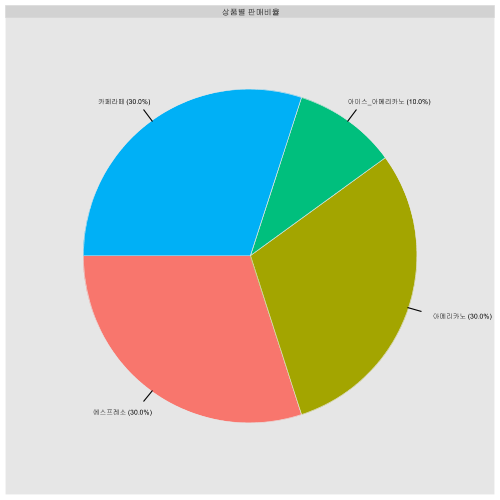 상품별 판매비율
카페라떼 (30.0%)
아이스_아메리카노 (10.0%)
아메리카노 (30.0%)
에스프레소 (30.0%)